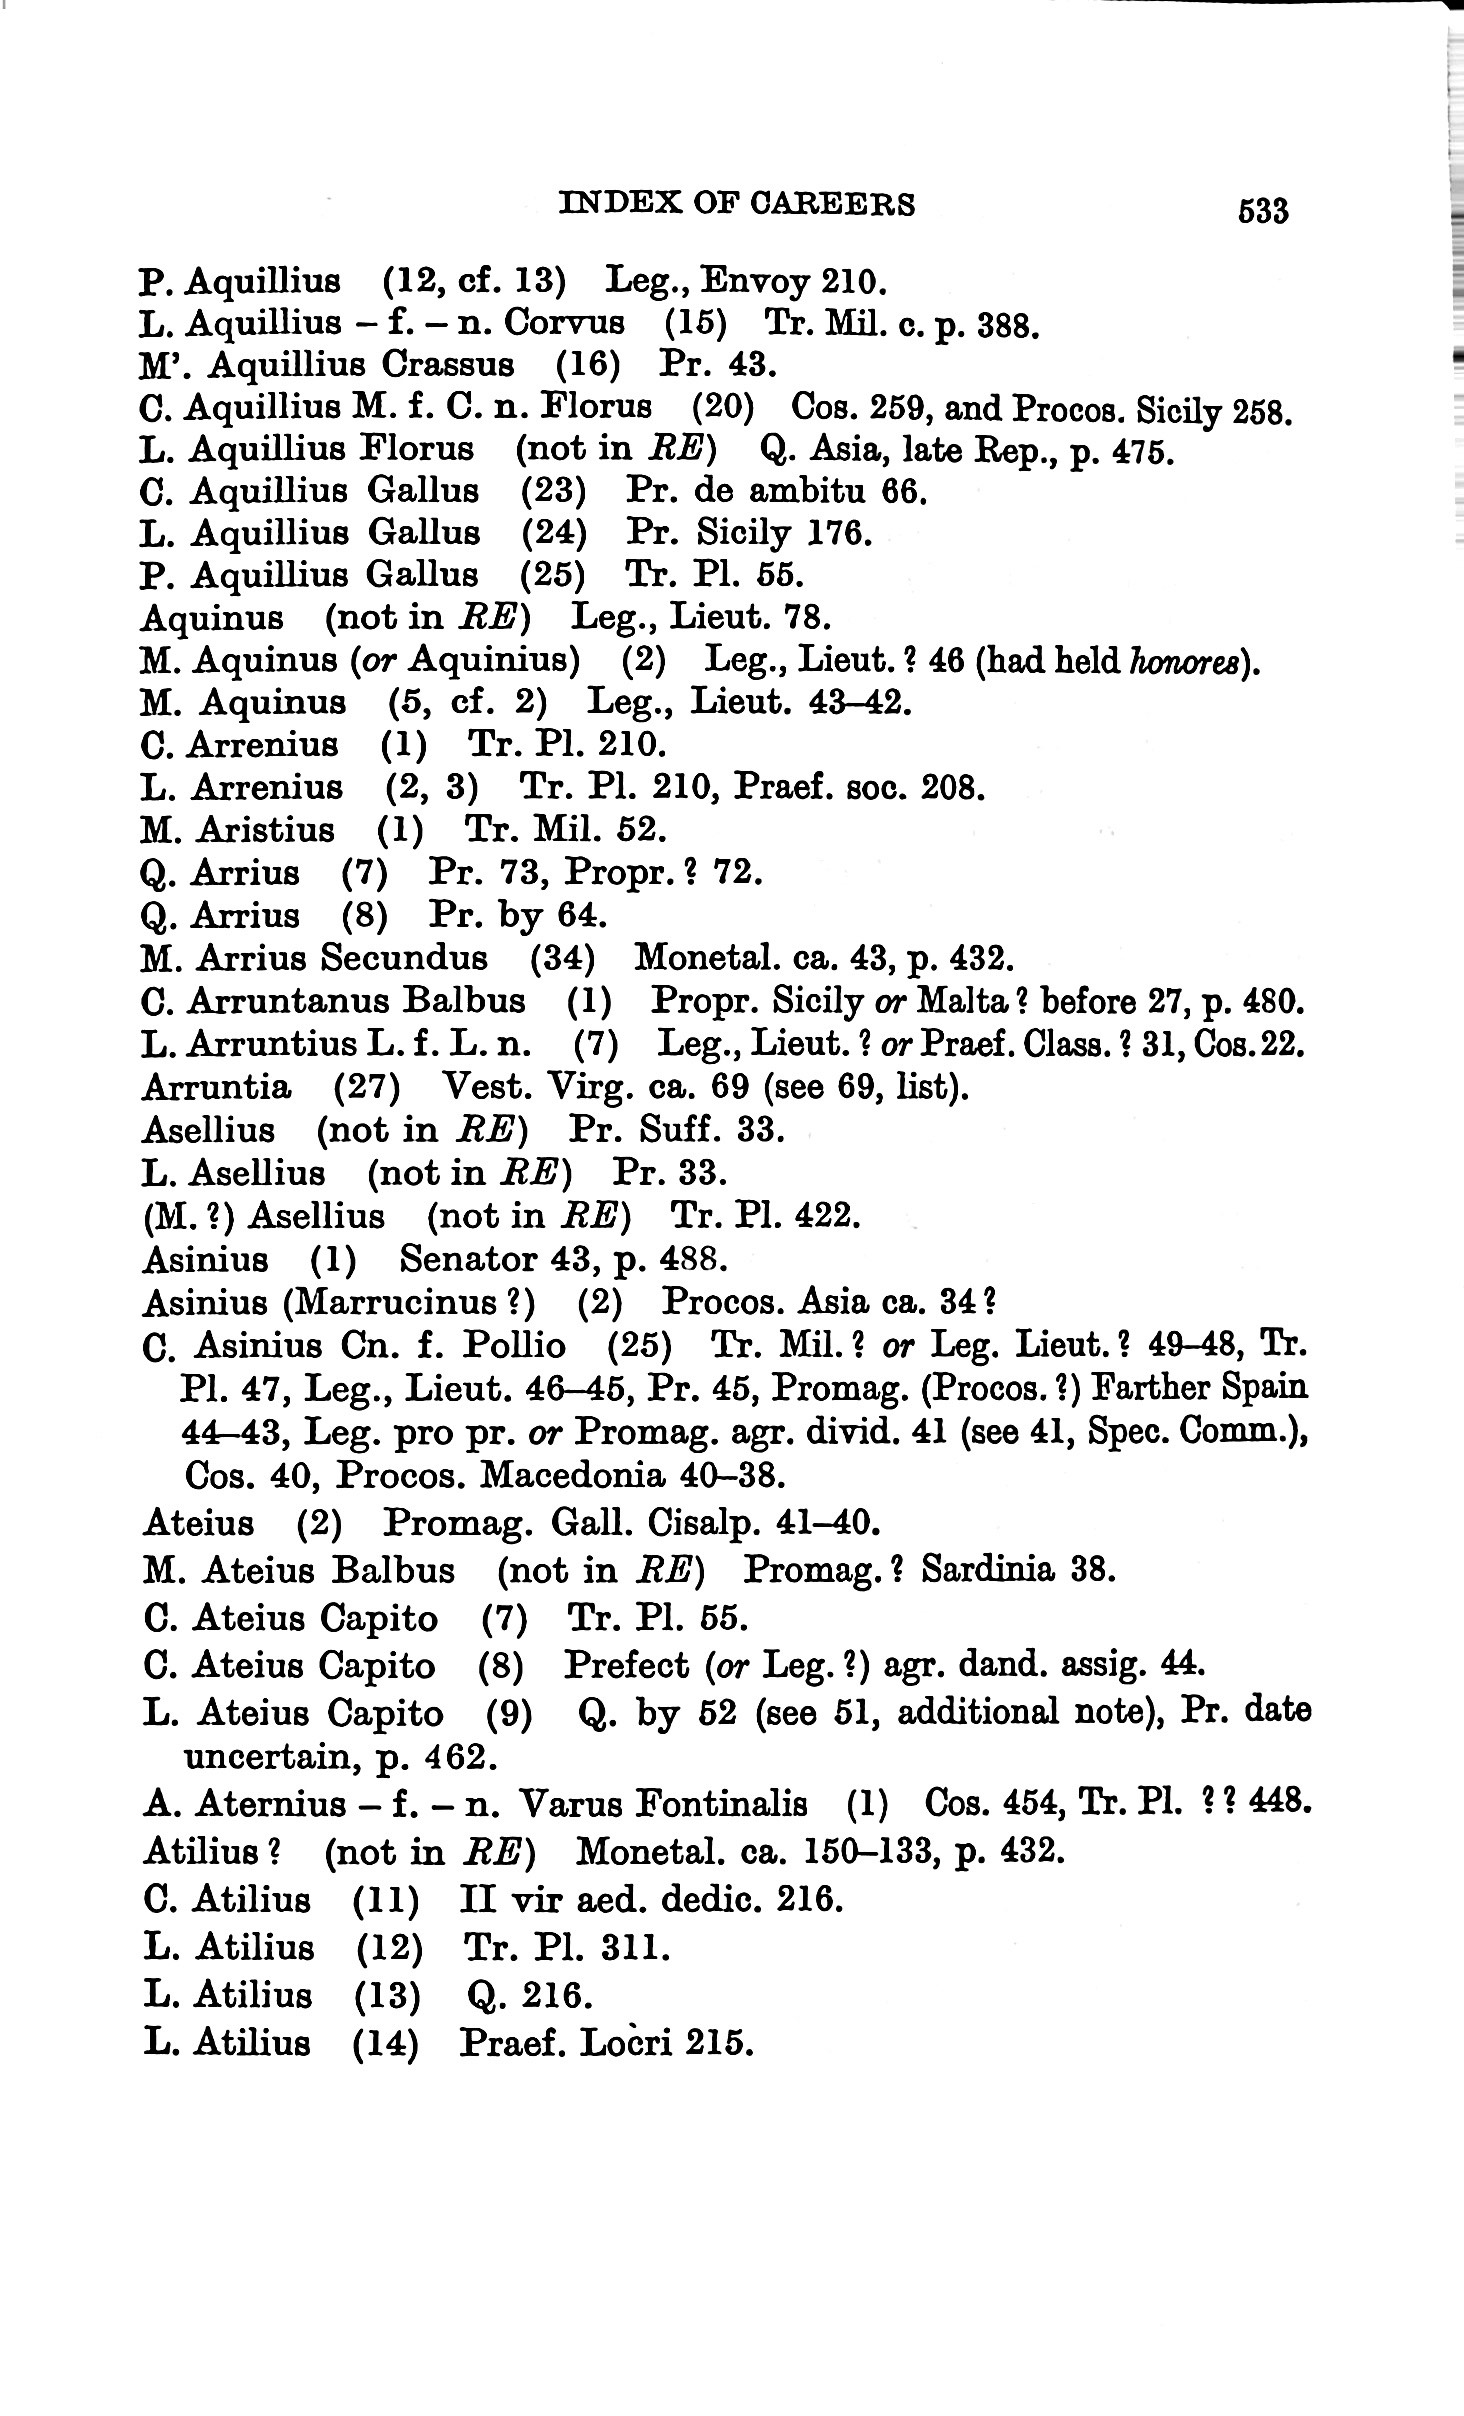 INDEX OF CAREERS 533
P. Aquillius (12, cf. 13) Leg., Envoy 210.
L. Aquillius – f. – n. Corvus (15) Tr. Mil. c. p. 388.
M’. Aquillius Crassus (16) Pr. 43.
C. Aquillius M. f. C. n. Florus (20) Cos. 259, and Procos. Sicily 258.
L. Aquillius Florus (not in RE) Q. Asia, late Rep., p. 475.
C. Aquillius Gallus (23) Pr. de ambitu 66.
L. Aquillius Gallus (24) Pr. Sicily 176.
P. Aquillius Gallus (25) Tr. Pl. 55.
Aquinus (not in RE) Leg., Lieut. 78.
M. Aquinus (or Aquinius) (2) Leg., Lieut. ? 46 (had held honores).
M. Aquinus (5, cf. 2) Leg., Lieut. 43–42.
C. Arrenius (1) Tr. Pl. 210.
L. Arrenius (2, 3) Tr. Pl. 210, Praef. soc. 208.
M. Aristius (1) Tr. Mil. 52.
Q. Arrius (7) Pr. 73, Propr. ? 72.
Q. Arrius (8) Pr. by 64.
M. Arrius Secundus (34) Monetal. ca. 43, p. 432.
C. Arruntanus Balbus (1) Propr. Sicily or Malta ? before 27, p. 480.
L. Arruntius L. f. L. n. (7) Leg., Lieut. ? or Praef. Class. ? 31, Cos. 22.
Arruntia (27) Vest. Virg. ca. 69 (see 69, list).
Asellius (not in RE) Pr. Suff. 33.
L. Asellius (not in RE) Pr. 33.
(M. ?) Asellius (not in RE) Tr. Pl. 422.
Asinius (1) Senator 43, p. 488.
Asinius (Marrucinus ?) (2) Procos. Asia ca. 34 ?
C. Asinius Cn. f. Pollio (25) Tr. Mil. ? or Leg. Lieut. ? 49–48, Tr.
Pl. 47, Leg., Lieut. 46–45, Pr. 45, Promag. (Procos. ?) Farther Spain
44–43, Leg. pro pr. or Promag. agr. divid. 41 (see 41, Spec. Comm.),
Cos. 40, Procos. Macedonia 40–38.
Ateius (2) Promag. Gall. Cisalp. 41–40.
M. Ateius Balbus (not in RE) Promag. ? Sardinia 38.
C. Ateius Capito (7) Tr. Pl. 55.
C. Ateius Capito (8) Prefect (or Leg. ?) agr. dand. assig. 44.
L. Ateius Capito (9) Q. by 52 (see 51, additional note), Pr. date
uncertain, p. 462.
A. Aternius – f. – n. Varus Fontinalis (1) Cos. 454, Tr. Pl. ? ? 448.
Atilius ? (not in RE) Monetal. ca. 150–133, p. 432.
C. Atilius (11) II vir aed. dedic. 216.
L. Atilius (12) Tr. Pl. 311.
L. Atilius (13) Q. 216.
L. Atilius (14) Praef. Locri 215.